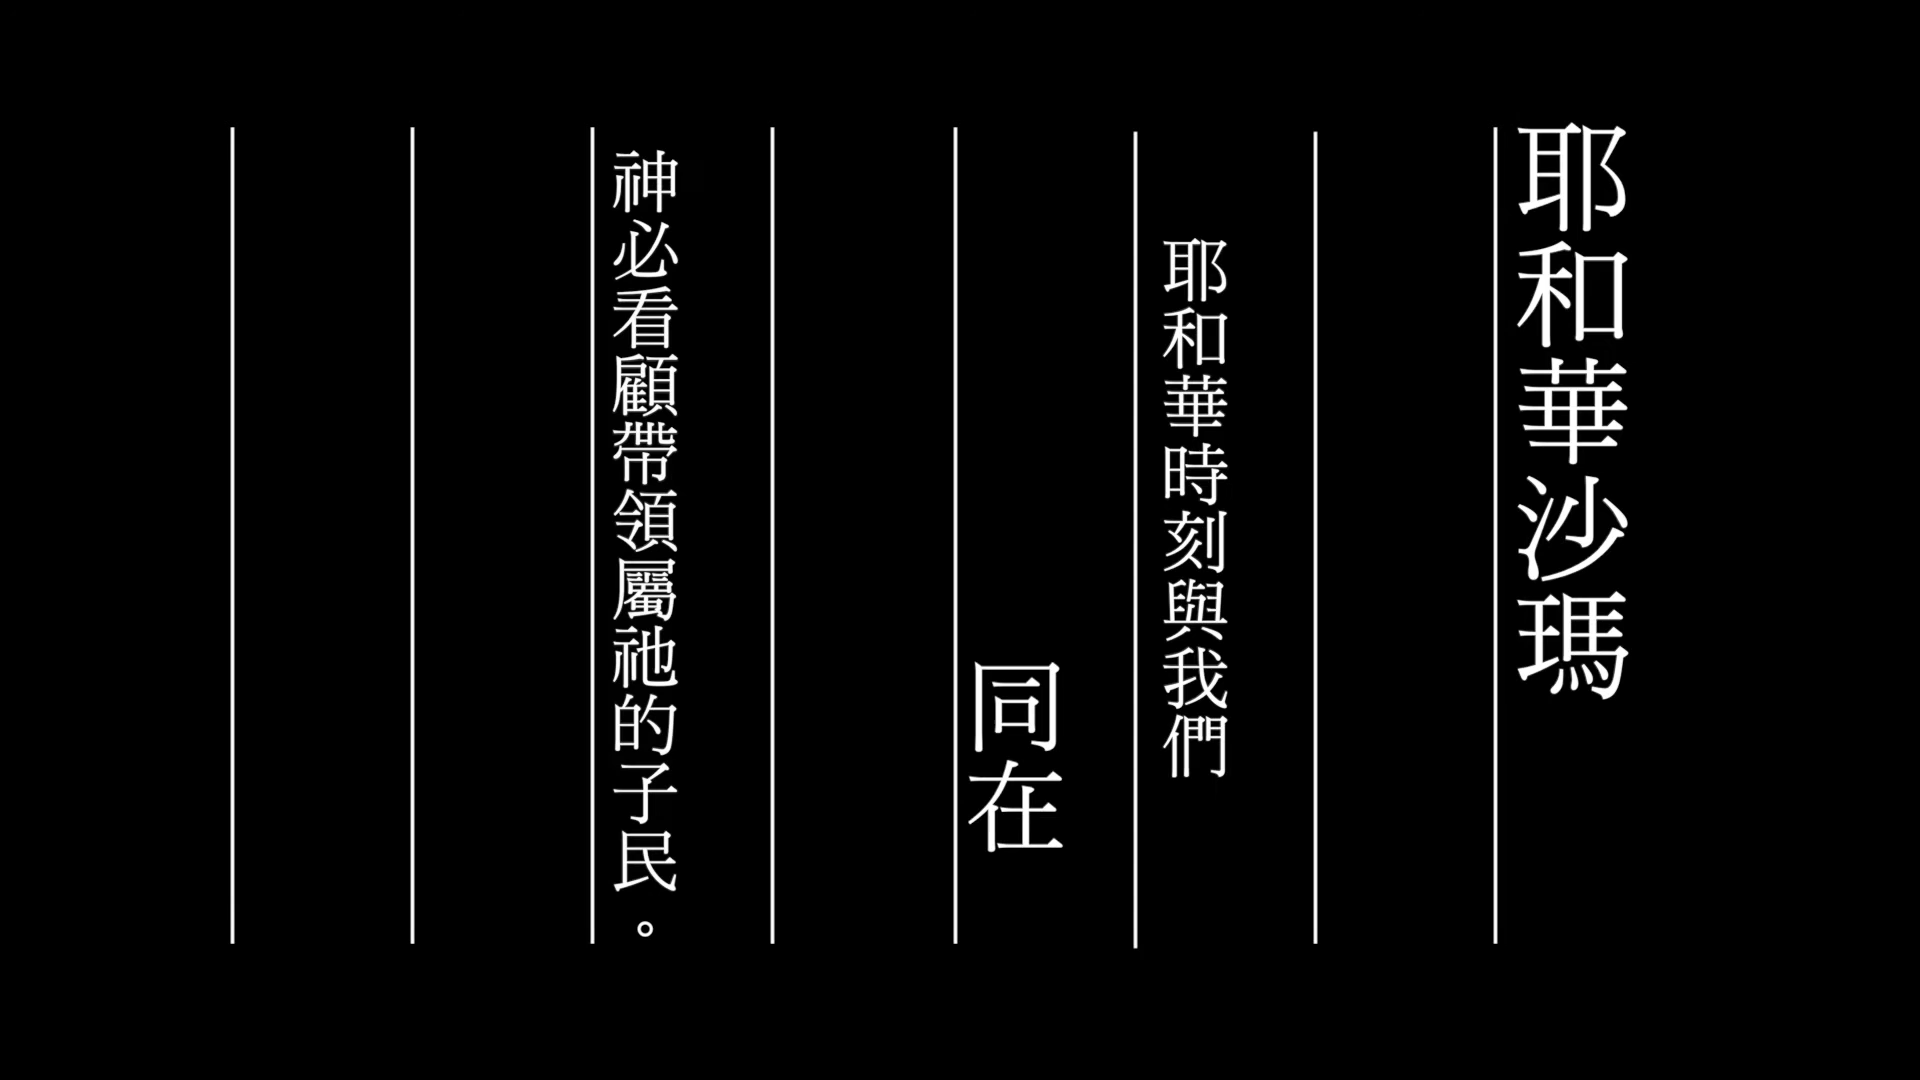 耶和華沙瑪
耶和華時刻與我們
同在
神必看顧帶領屬祂的子民。